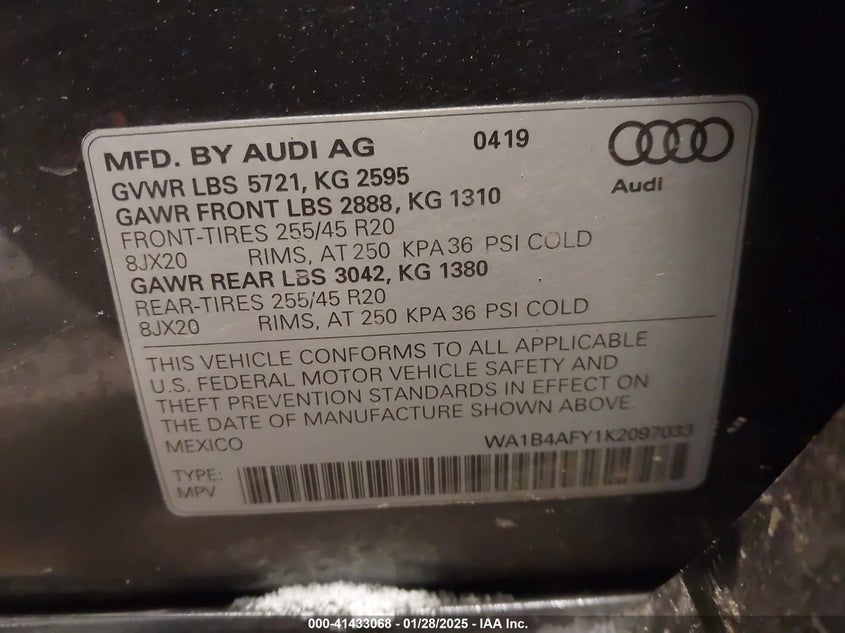 MFD. BY AUDI AG 0419
Audi
GVWR LBS 5721, KG 2595
GAWR FRONT LBS 2888, KG 1310
FRONT-TIRES 255/45 R20
8JX20 RIMS, AT 250 KPA 36 PSI COLD
GAWR REAR LBS 3042, KG 1380
REAR-TIRES 255/45 R20
8JX20 RIMS, AT 250 KPA 36 PSI COLD
THIS VEHICLE CONFORMS TO ALL APPLICABLE
U.S. FEDERAL MOTOR VEHICLE SAFETY AND
THEFT PREVENTION STANDARDS IN EFFECT ON
THE DATE OF MANUFACTURE SHOWN ABOVE.
MEXICO WA1B4AFY1K2097033
TYPE:
MPV
000-41433068 - 01/28/2025 - IAA Inc.